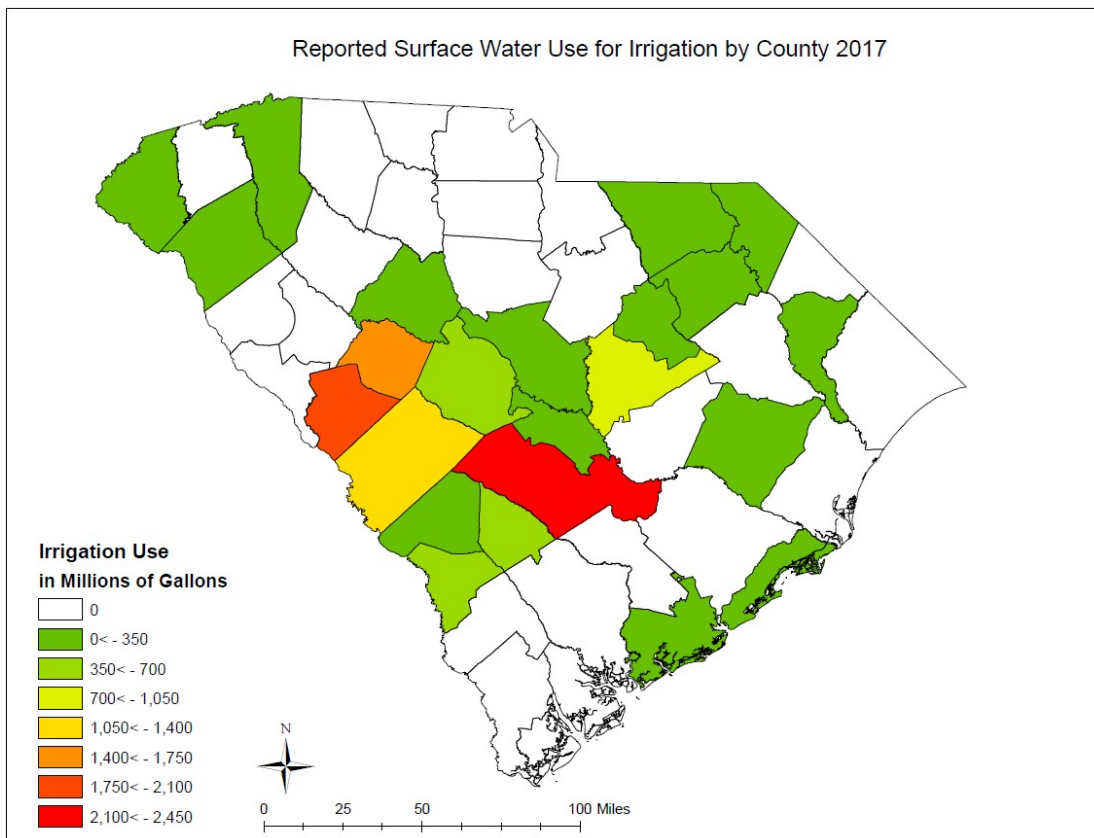 Reported Surface Water Use for Irrigation by County 2017
Irrigation Use
in Millions of Gallons
0
0< - 350
350< - 700
700< - 1,050
1,050< - 1,400
1,400< - 1,750
1,750< - 2,100
2,100< - 2,450
N
0 25 50 100 Miles